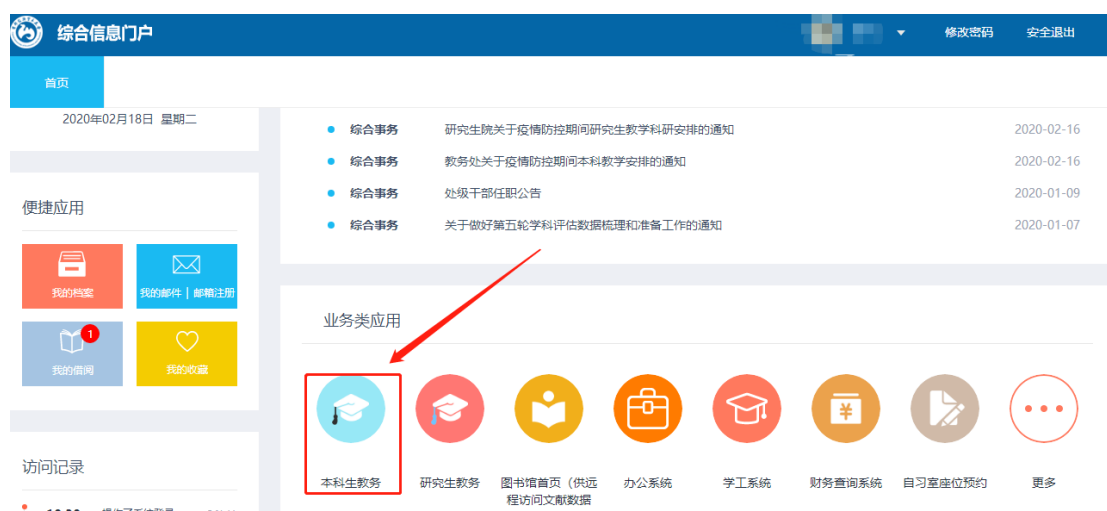 综合信息门户
修改密码
安全退出
首页
2020年02月18日 星期二
综合事务 研究生院关于疫情防控期间研究生教学科研安排的通知 2020-02-16
综合事务 教务处关于疫情防控期间本科教学安排的通知 2020-02-16
综合事务 处级干部任职公告 2020-01-09
综合事务 关于做好第五轮学科评估数据梳理和准备工作的通知 2020-01-07
便捷应用
我的档案
我的邮件 | 邮箱注册
1
我的借阅
我的收藏
访问记录
业务类应用
本科生教务
研究生教务
图书馆首页（供远
程访问文献数据
办公系统
学工系统
财务查询系统
自习室座位预约
更多